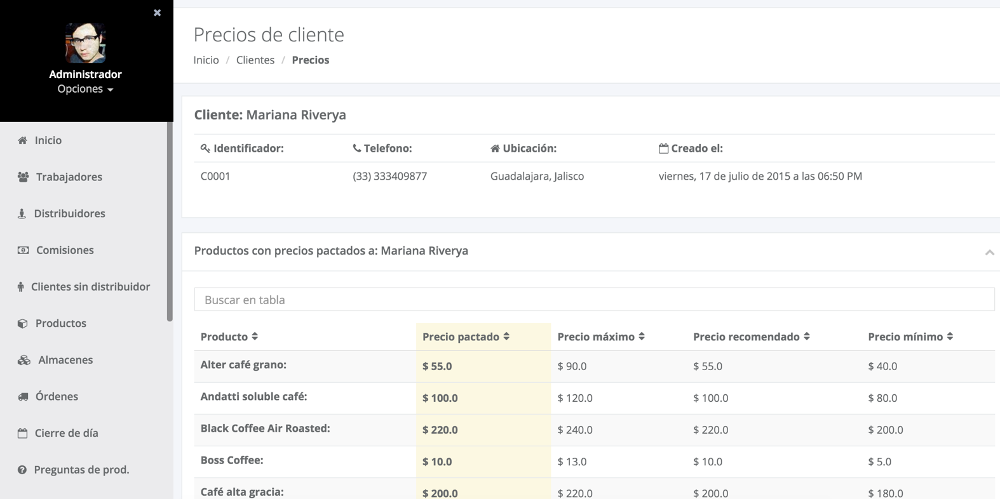 Administrador
Opciones
Inicio
Trabajadores
Distribuidores
Comisiones
Clientes sin distribuidor
Productos
Almacenes
Órdenes
Cierre de día
Preguntas de prod.
Precios de cliente
Inicio / Clientes / Precios
Cliente: Mariana Riverya
Identificador: Telefono: Ubicación: Creado el:
C0001 (33) 333409877 Guadalajara, Jalisco viernes, 17 de julio de 2015 a las 06:50 PM
Productos con precios pactados a: Mariana Riverya
Buscar en tabla
Producto Precio pactado Precio máximo Precio recomendado Precio mínimo
Alter café grano: $ 55.0 $ 90.0 $ 55.0 $ 40.0
Andatti soluble café: $ 100.0 $ 120.0 $ 100.0 $ 80.0
Black Coffee Air Roasted: $ 220.0 $ 240.0 $ 220.0 $ 200.0
Boss Coffee: $ 10.0 $ 13.0 $ 10.0 $ 5.0
Café alta gracia: $ 200.0 $ 220.0 $ 200.0 $ 180.0